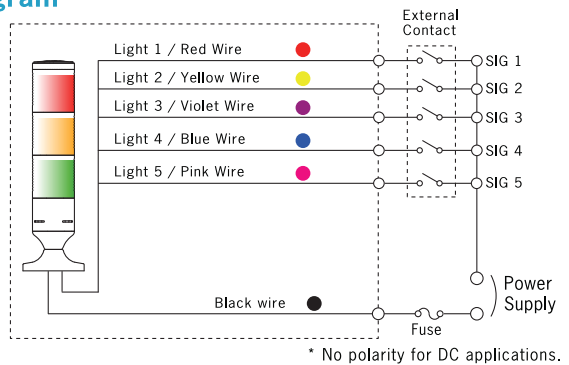 External
Contact
Light 1 / Red Wire
SIG 1
Light 2 / Yellow Wire
SIG 2
Light 3 / Violet Wire
SIG 3
Light 4 / Blue Wire
SIG 4
Light 5 / Pink Wire
SIG 5
Power
Supply
Black wire
Fuse
* No polarity for DC applications.